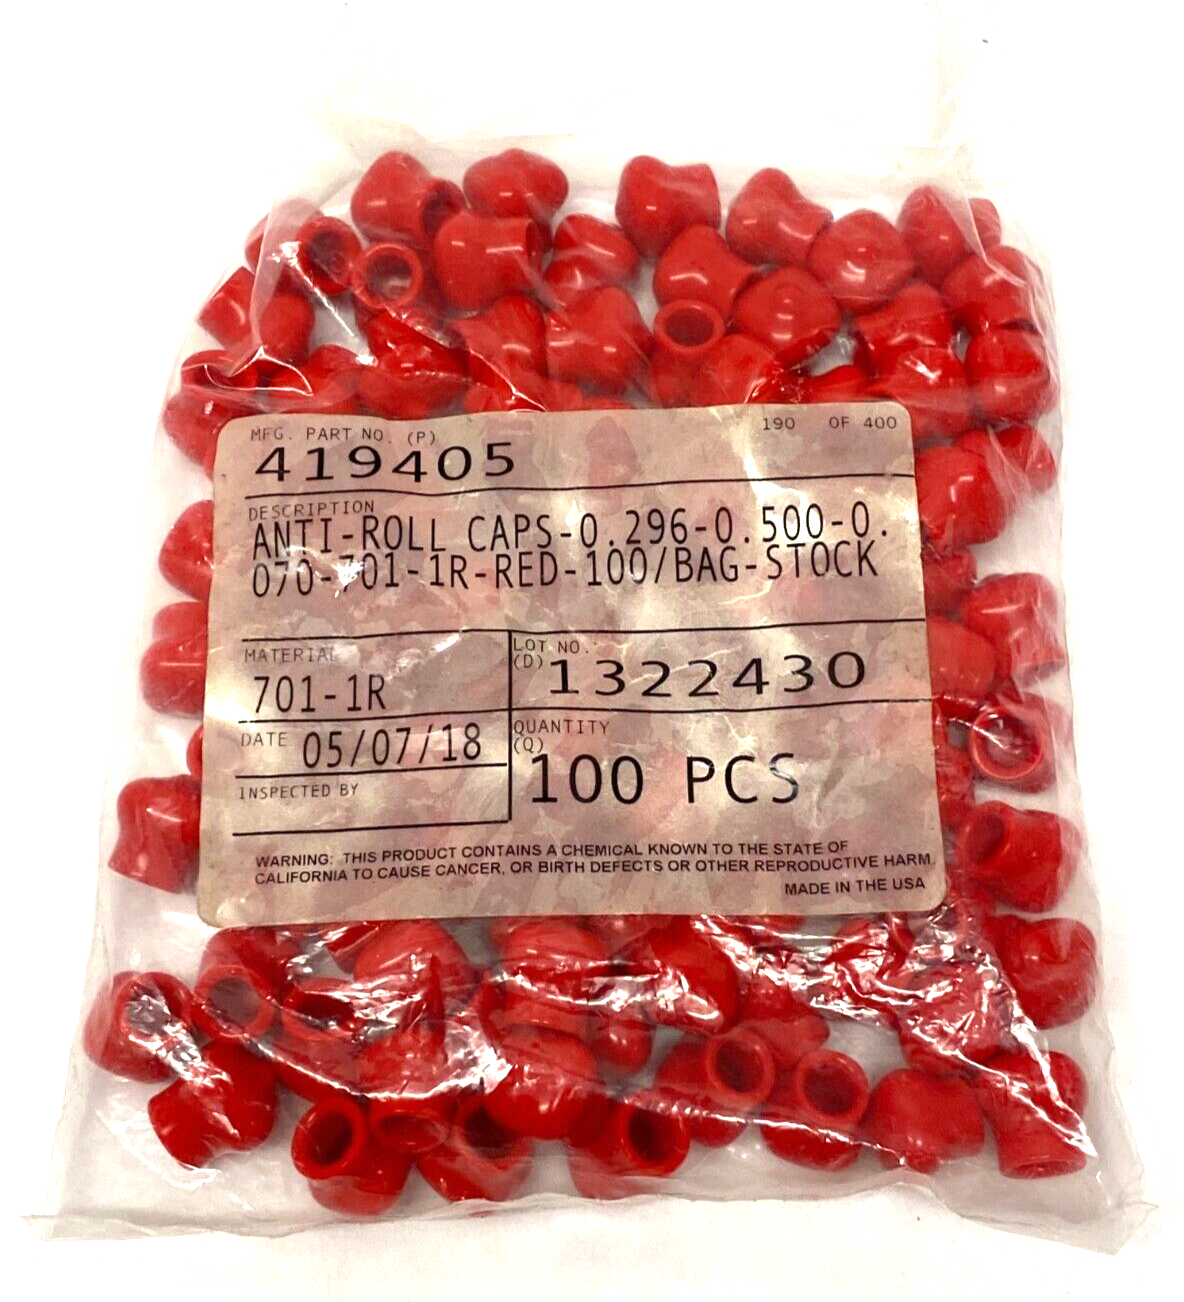 MFG. PART NO. (P) 190 OF 400
419405
DESCRIPTION
ANTI-ROLL CAPS-0.296-0.500-0.
070-701-1R-RED-100/BAG-STOCK
MATERIAL
701-1R
LOT NO.
(D) 1322430
DATE 05/07/18
QUANTITY
(Q)
100 PCS
INSPECTED BY
WARNING: THIS PRODUCT CONTAINS A CHEMICAL KNOWN TO THE STATE OF
CALIFORNIA TO CAUSE CANCER, OR BIRTH DEFECTS OR OTHER REPRODUCTIVE HARM.
MADE IN THE USA